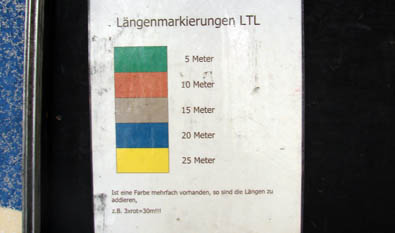 Längenmarkierungen LTL
5 Meter
10 Meter
15 Meter
20 Meter
25 Meter
Ist eine Farbe mehrfach vorhanden, so sind die Längen zu
addieren,
z.B. 3xrot=30m!!!